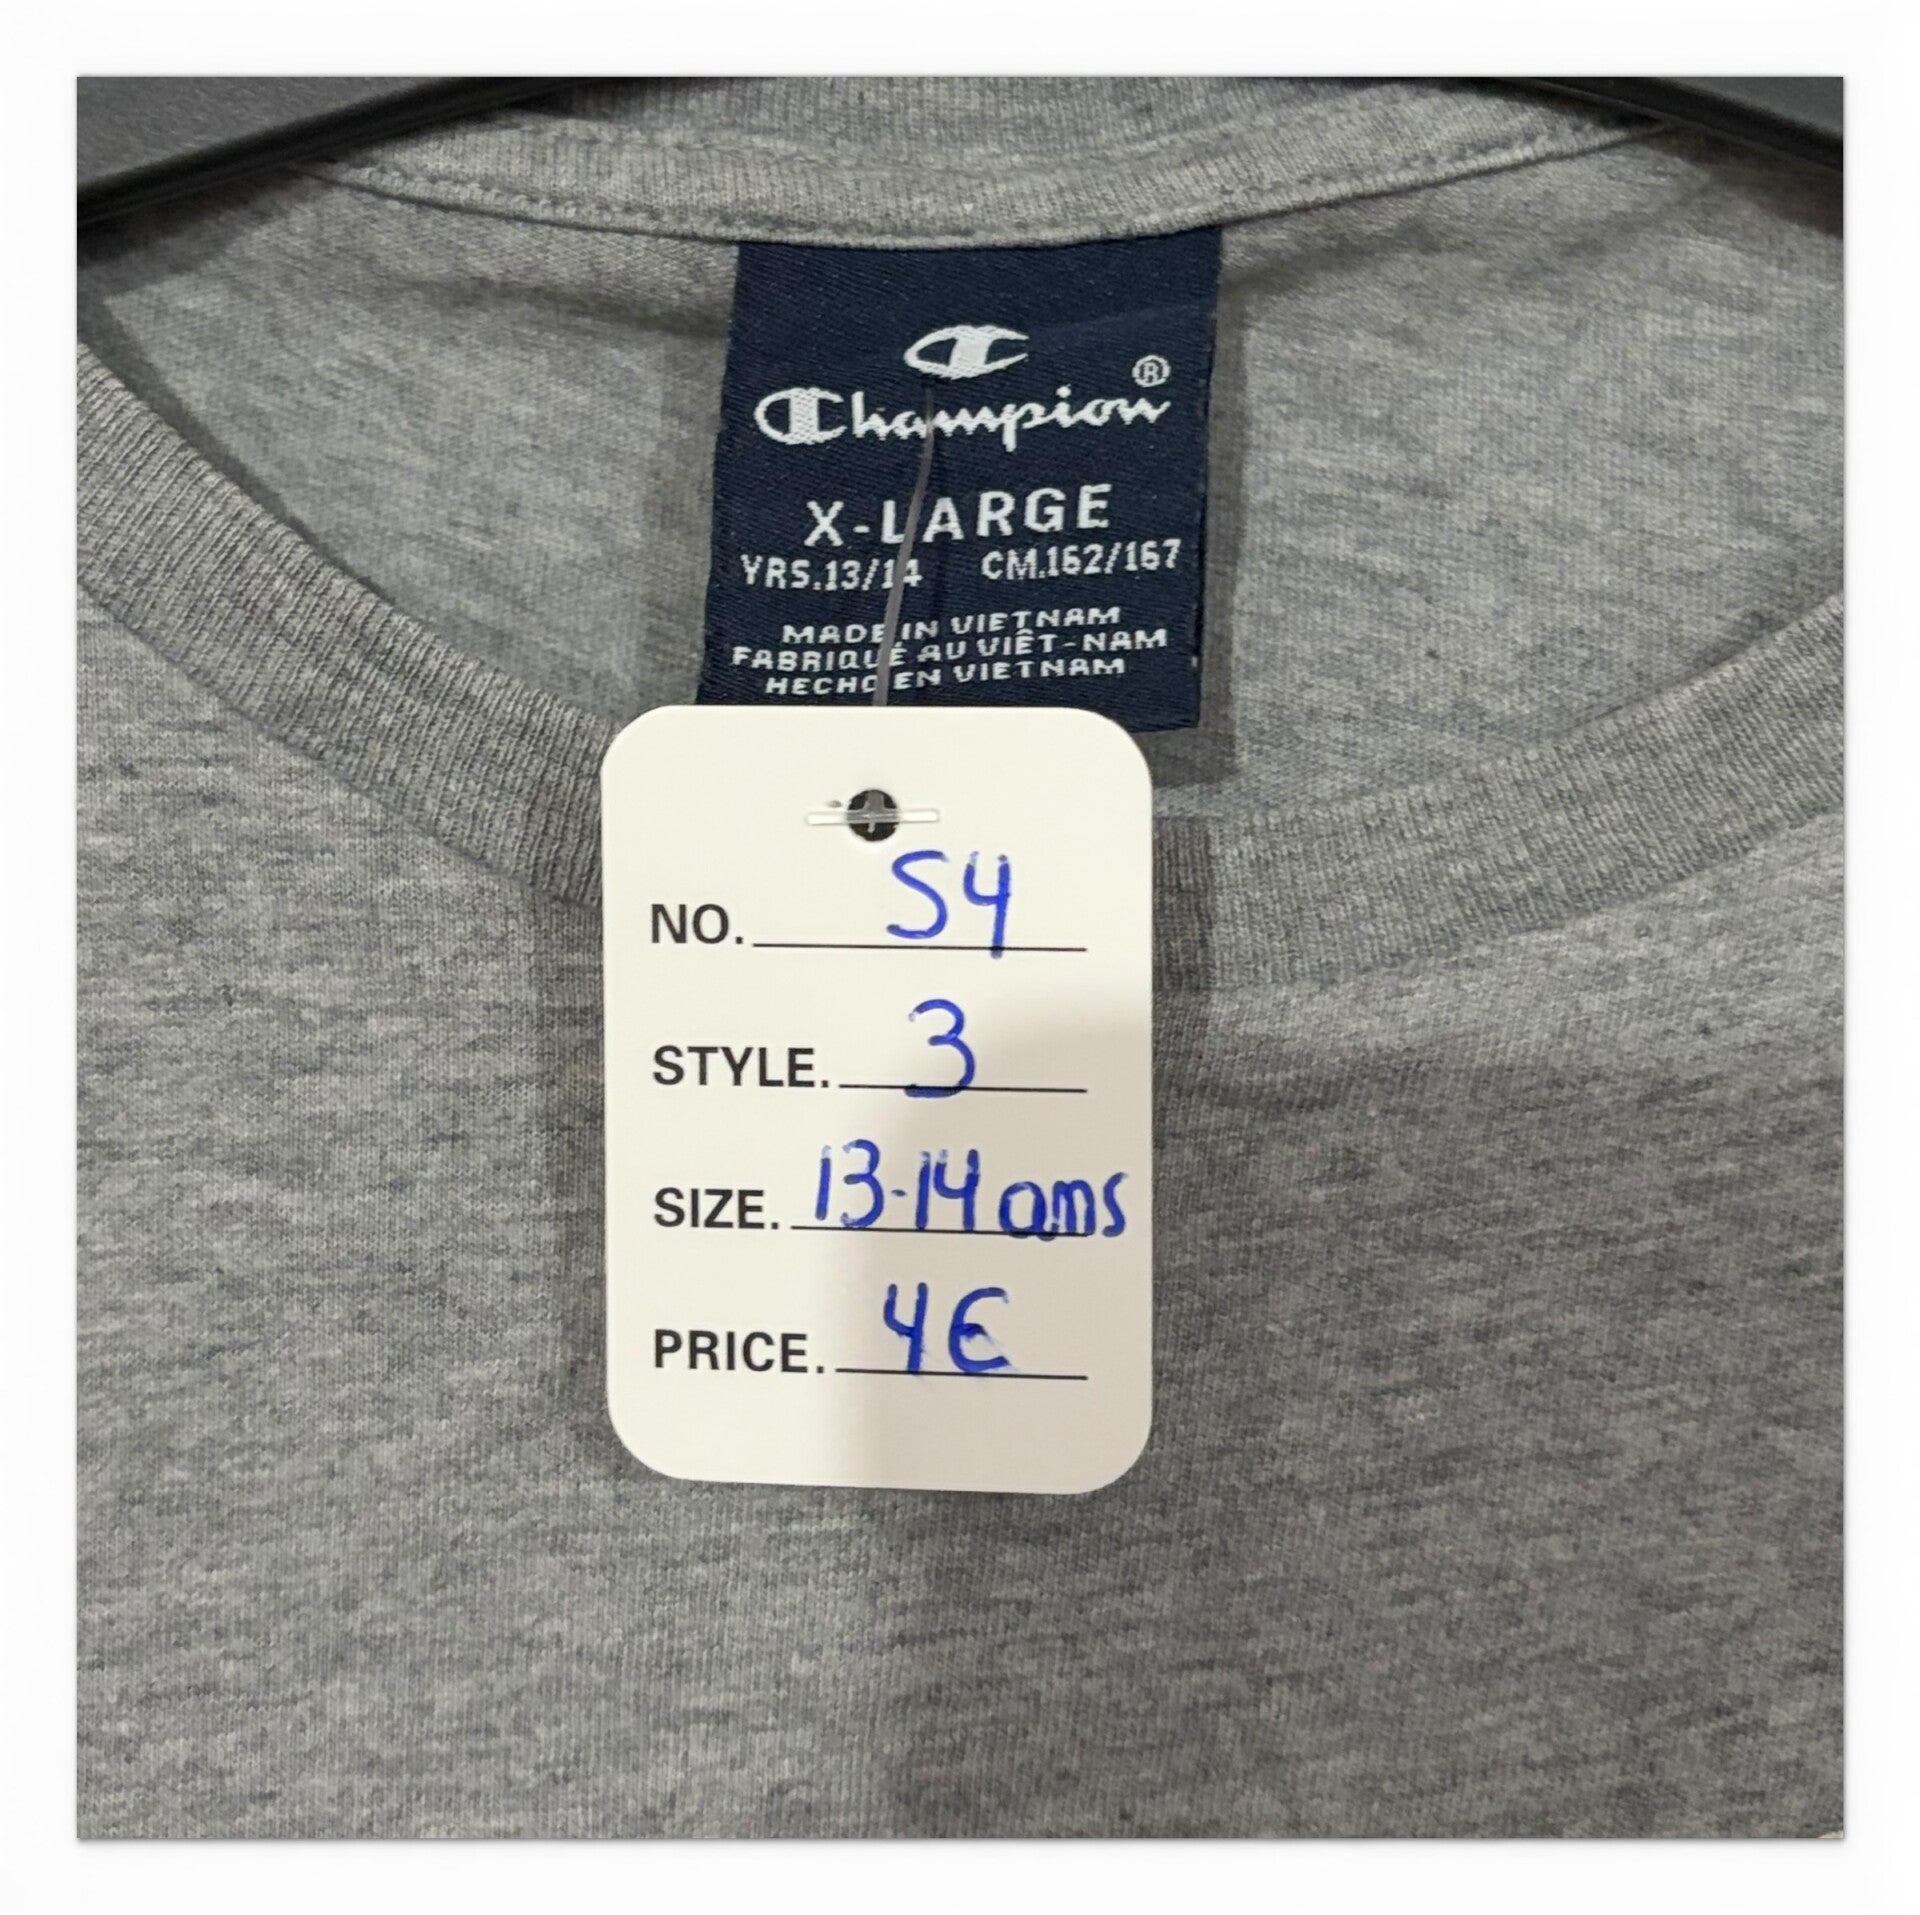 Champion®
X-LARGE
YRS.13/14 CM.162/167
MADE IN VIETNAM
FABRIQUÉ AU VIÊT-NAM
HECHO EN VIETNAM
NO. 54
STYLE. 3
SIZE. 13-14 ans
PRICE. 4€